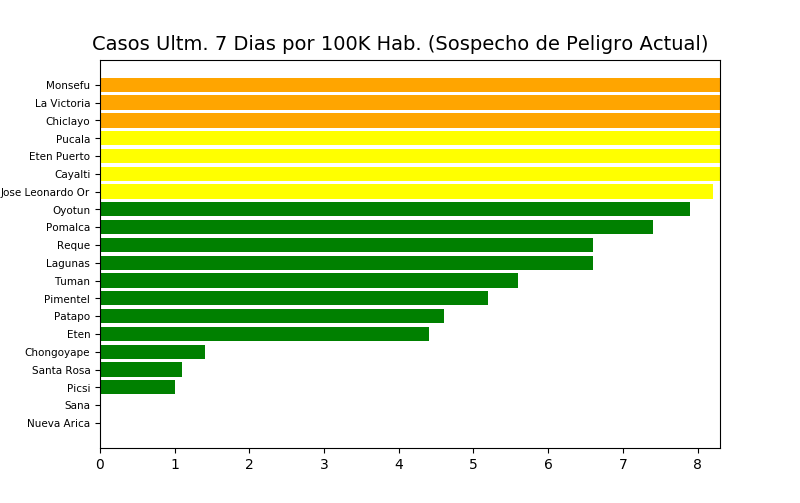 Casos Ultm. 7 Dias por 100K Hab. (Sospecho de Peligro Actual)
Monsefu
La Victoria
Chiclayo
Pucala
Eten Puerto
Cayalti
Jose Leonardo Or
Oyotun
Pomalca
Reque
Lagunas
Tuman
Pimentel
Patapo
Eten
Chongoyape
Santa Rosa
Picsi
Sana
Nueva Arica
0 1 2 3 4 5 6 7 8